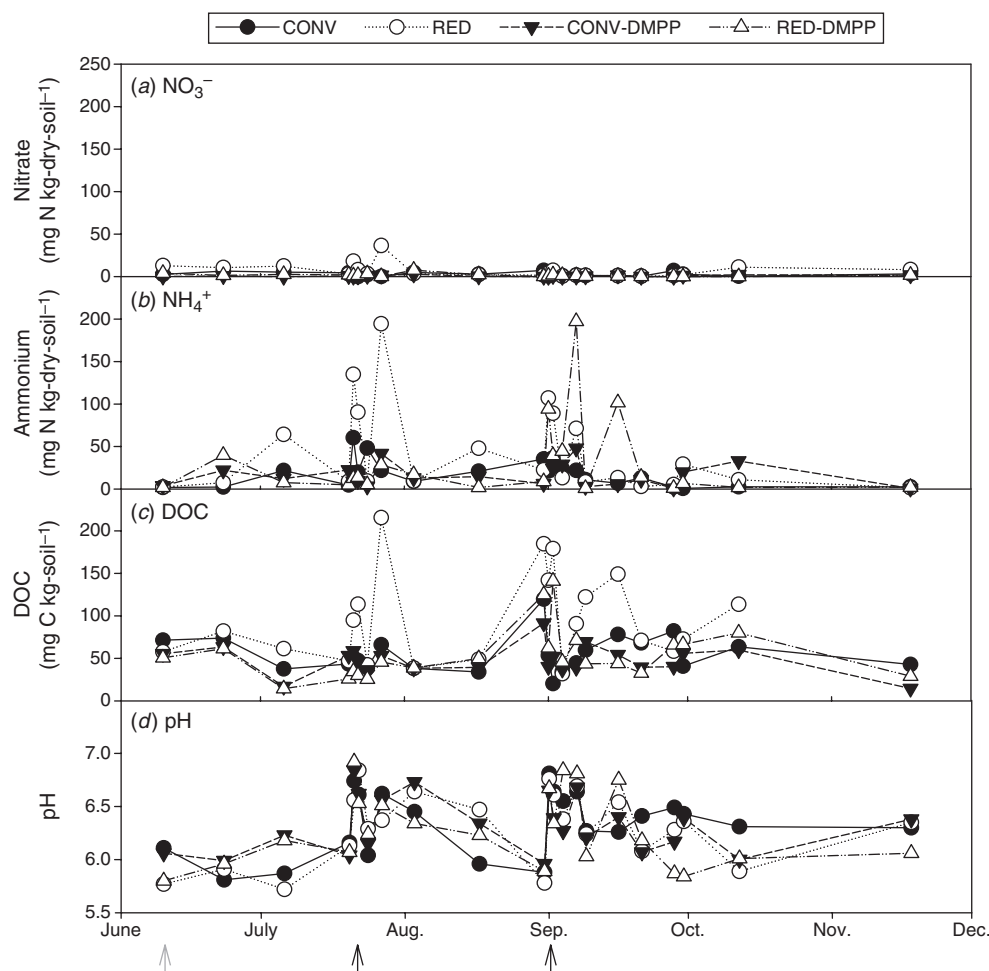 CONV RED CONV-DMPP RED-DMPP
(a) NO₃⁻
Nitrate
(mg N kg-dry-soil⁻¹)
250
200
150
100
50
0
(b) NH₄⁺
Ammonium
(mg N kg-dry-soil⁻¹)
200
150
100
50
0
(c) DOC
DOC
(mg C kg-soil⁻¹)
200
150
100
50
0
(d) pH
pH
7.0
6.5
6.0
5.5
June July Aug. Sep. Oct. Nov. Dec.